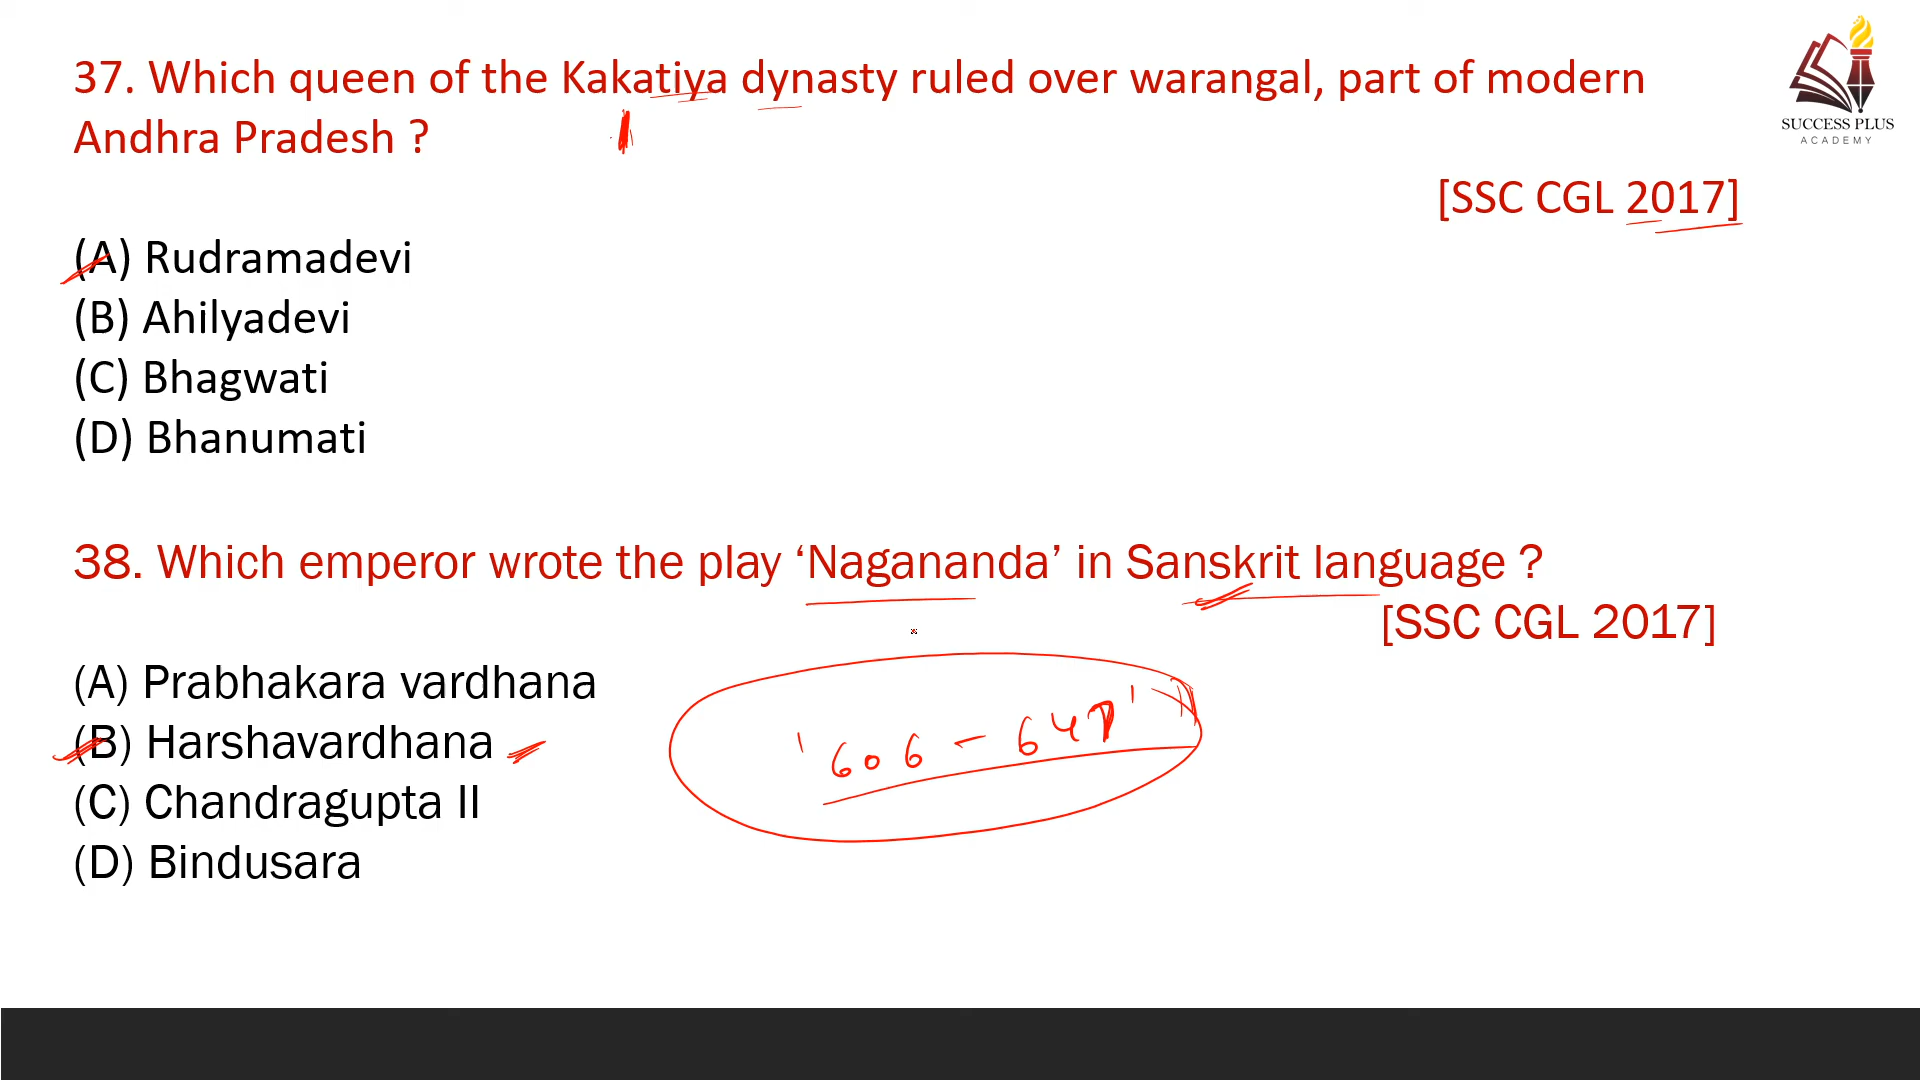 37. Which queen of the Kakatiya dynasty ruled over warangal, part of modern
Andhra Pradesh ?
[SSC CGL 2017]
(A) Rudramadevi
(B) Ahilyadevi
(C) Bhagwati
(D) Bhanumati
38. Which emperor wrote the play ‘Nagananda’ in Sanskrit language ?
[SSC CGL 2017]
(A) Prabhakara vardhana
(B) Harshavardhana
(C) Chandragupta II
(D) Bindusara
606 - 647
SUCCESS PLUS
ACADEMY